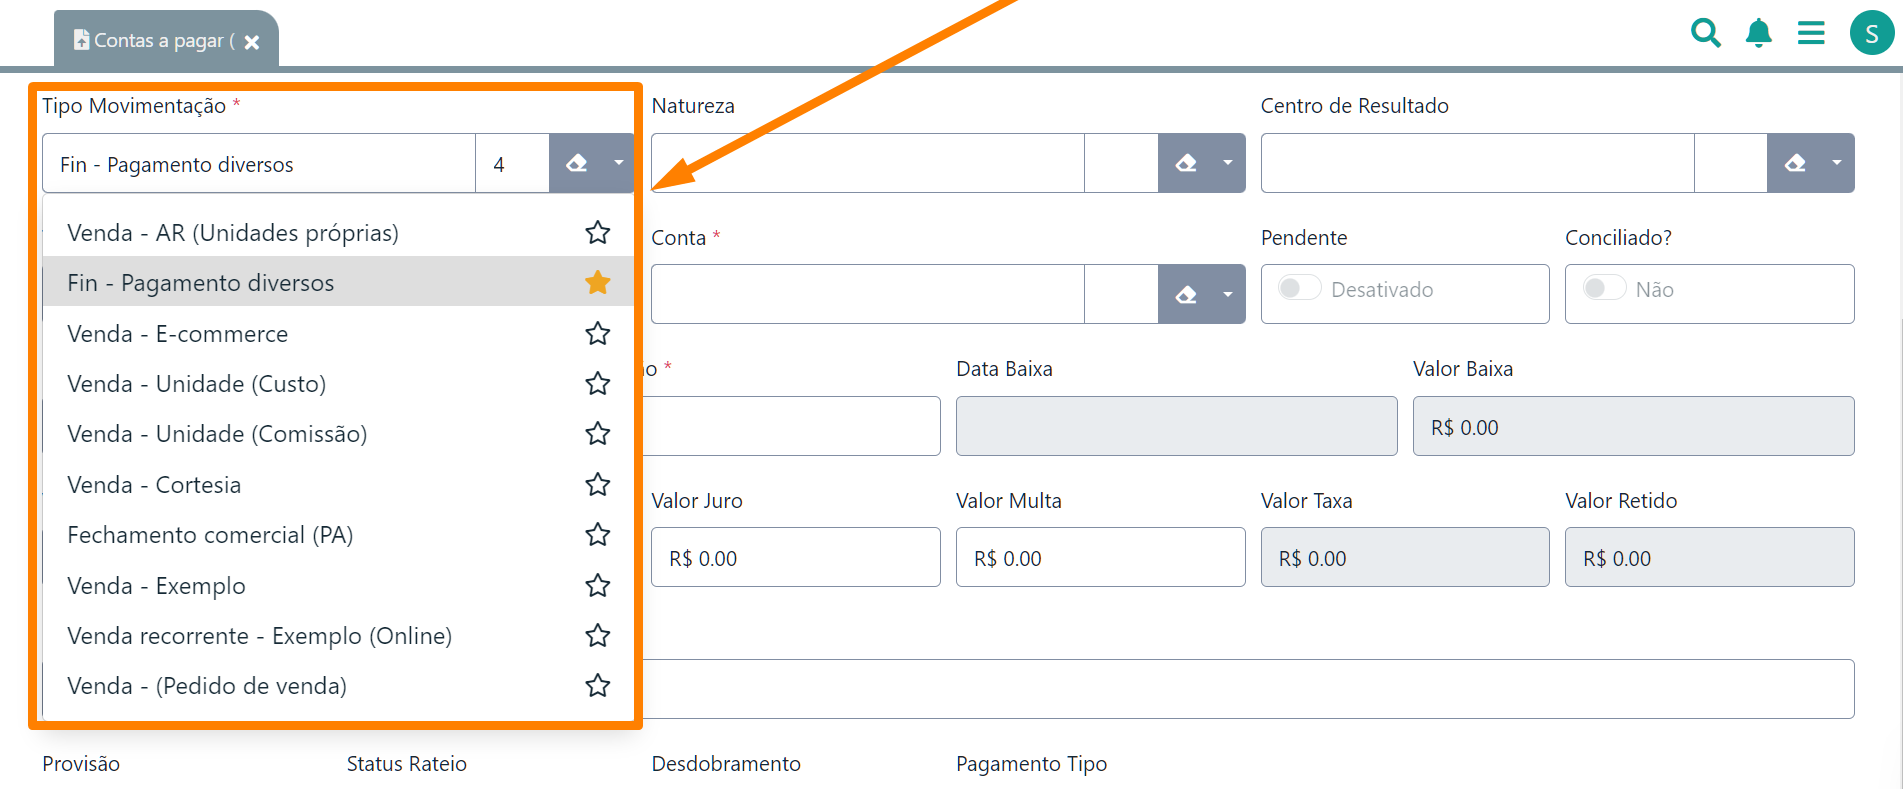 Contas a pagar (
S
Tipo Movimentação *
Natureza
Centro de Resultado
Fin - Pagamento diversos
4
Venda - AR (Unidades próprias)
Fin - Pagamento diversos
Venda - E-commerce
Venda - Unidade (Custo)
Venda - Unidade (Comissão)
Venda - Cortesia
Fechamento comercial (PA)
Venda - Exemplo
Venda recorrente - Exemplo (Online)
Venda - (Pedido de venda)
Conta *
Pendente
Conciliado?
Desativado
Não
o *
Data Baixa
Valor Baixa
R$ 0.00
Valor Juro
Valor Multa
Valor Taxa
Valor Retido
R$ 0.00
R$ 0.00
R$ 0.00
R$ 0.00
Provisão
Status Rateio
Desdobramento
Pagamento Tipo